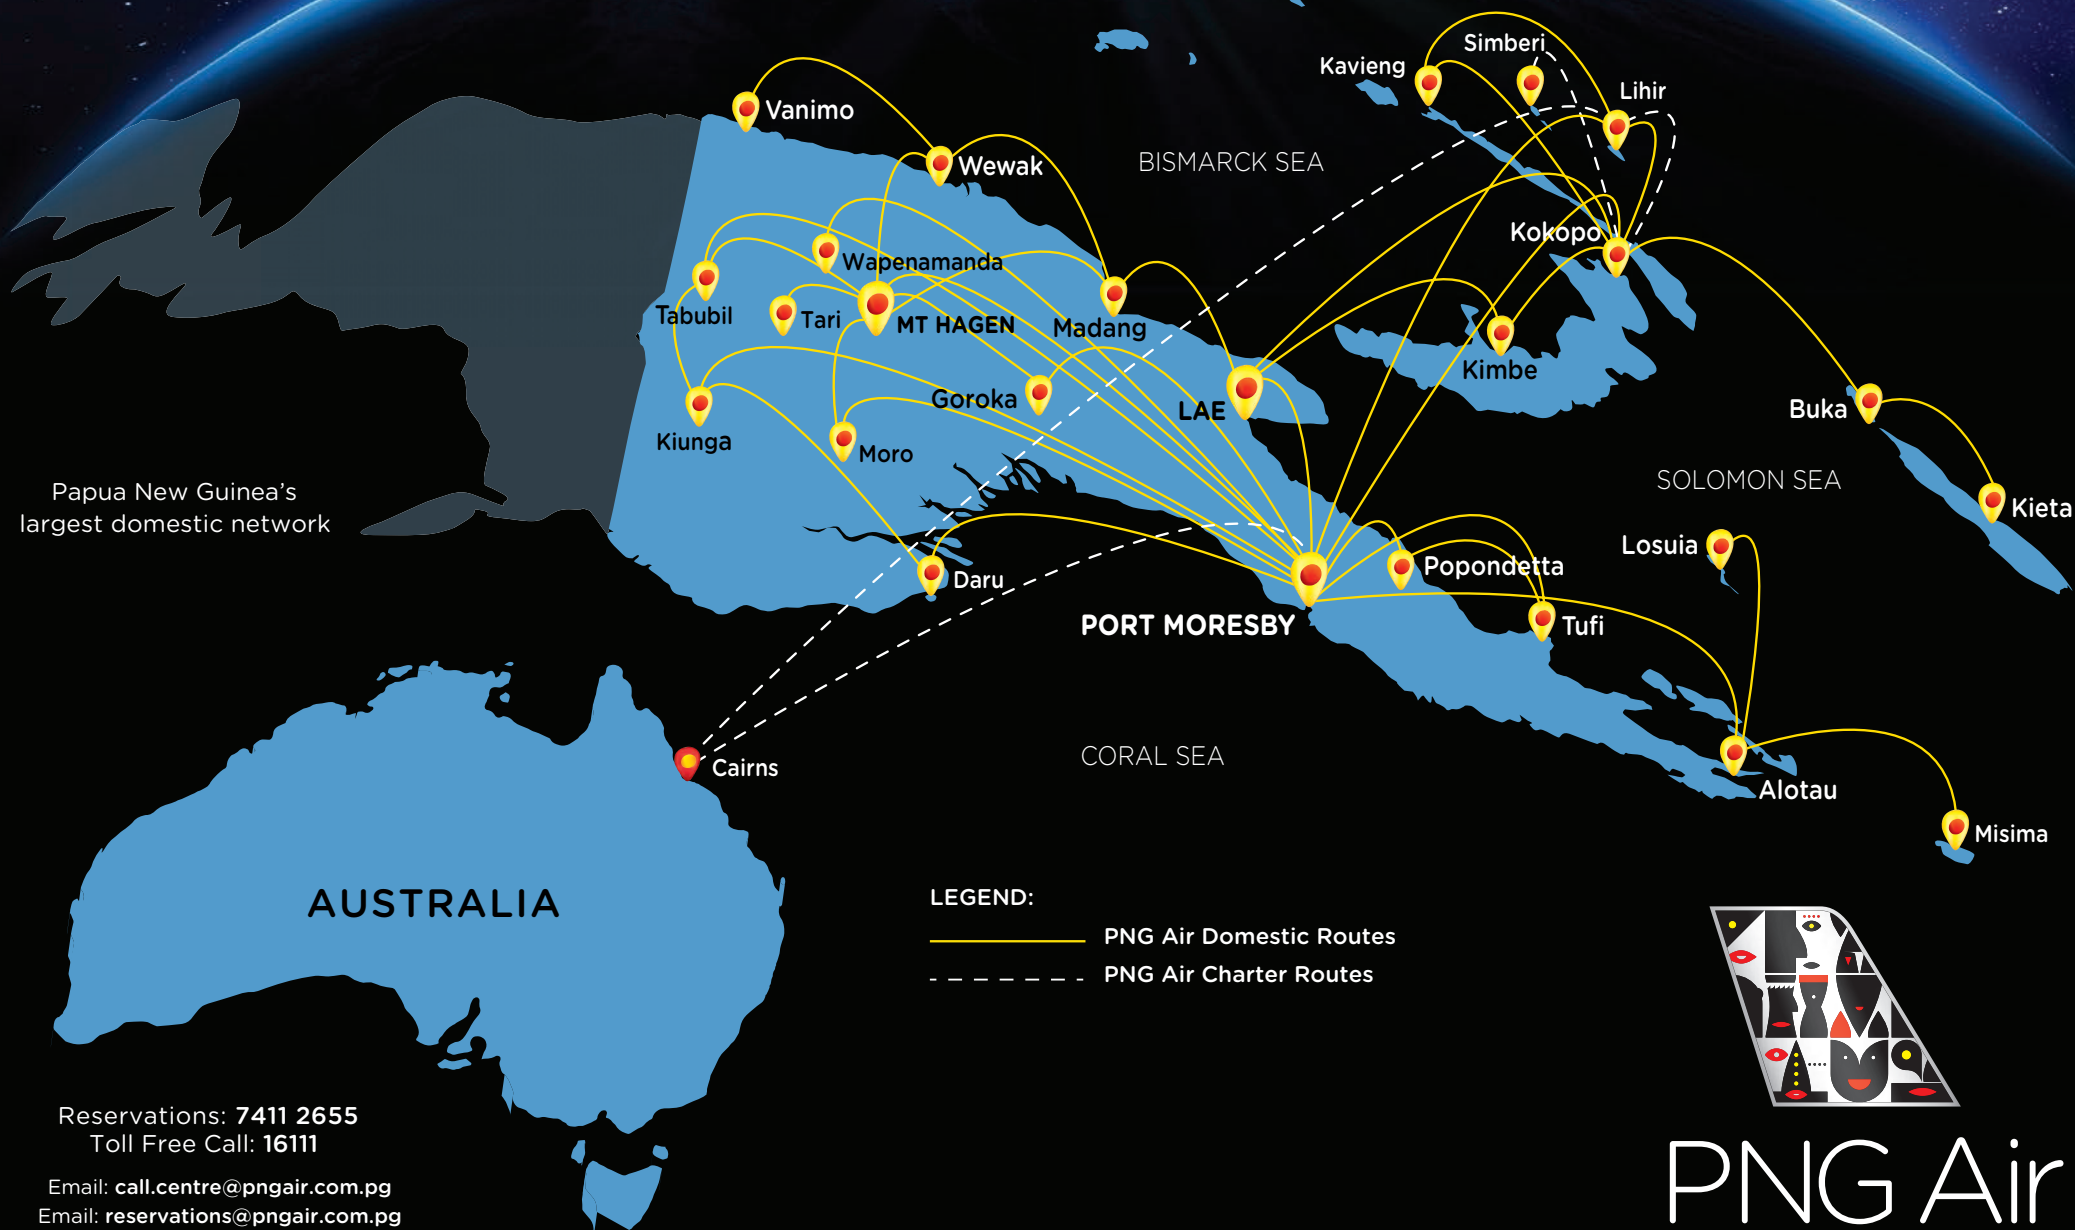 Simberi
Kavieng
Lihir
Vanimo
Wewak
BISMARCK SEA
Kokopo
Wapenamanda
Tabubil
Tari
MT HAGEN
Madang
Kimbe
Goroka
LAE
Buka
Kiunga
Moro
SOLOMON SEA
Papua New Guinea's
largest domestic network
Kieta
Losuia
Popondetta
Daru
PORT MORESBY
Tufi
CORAL SEA
Cairns
Alotau
Misima
AUSTRALIA
LEGEND:
PNG Air Domestic Routes
PNG Air Charter Routes
Reservations: 7411 2655
Toll Free Call: 16111
Email: call.centre@pngair.com.pg
Email: reservations@pngair.com.pg
PNG Air